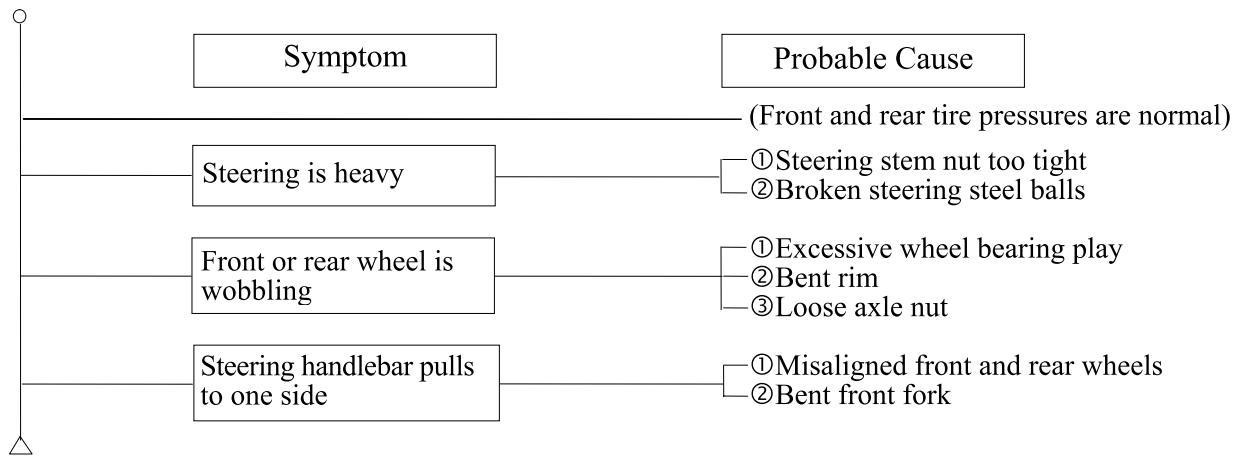 Symptom
Probable Cause
(Front and rear tire pressures are normal)
Steering is heavy
①Steering stem nut too tight
②Broken steering steel balls
Front or rear wheel is
wobbling
①Excessive wheel bearing play
②Bent rim
③Loose axle nut
Steering handlebar pulls
to one side
①Misaligned front and rear wheels
②Bent front fork